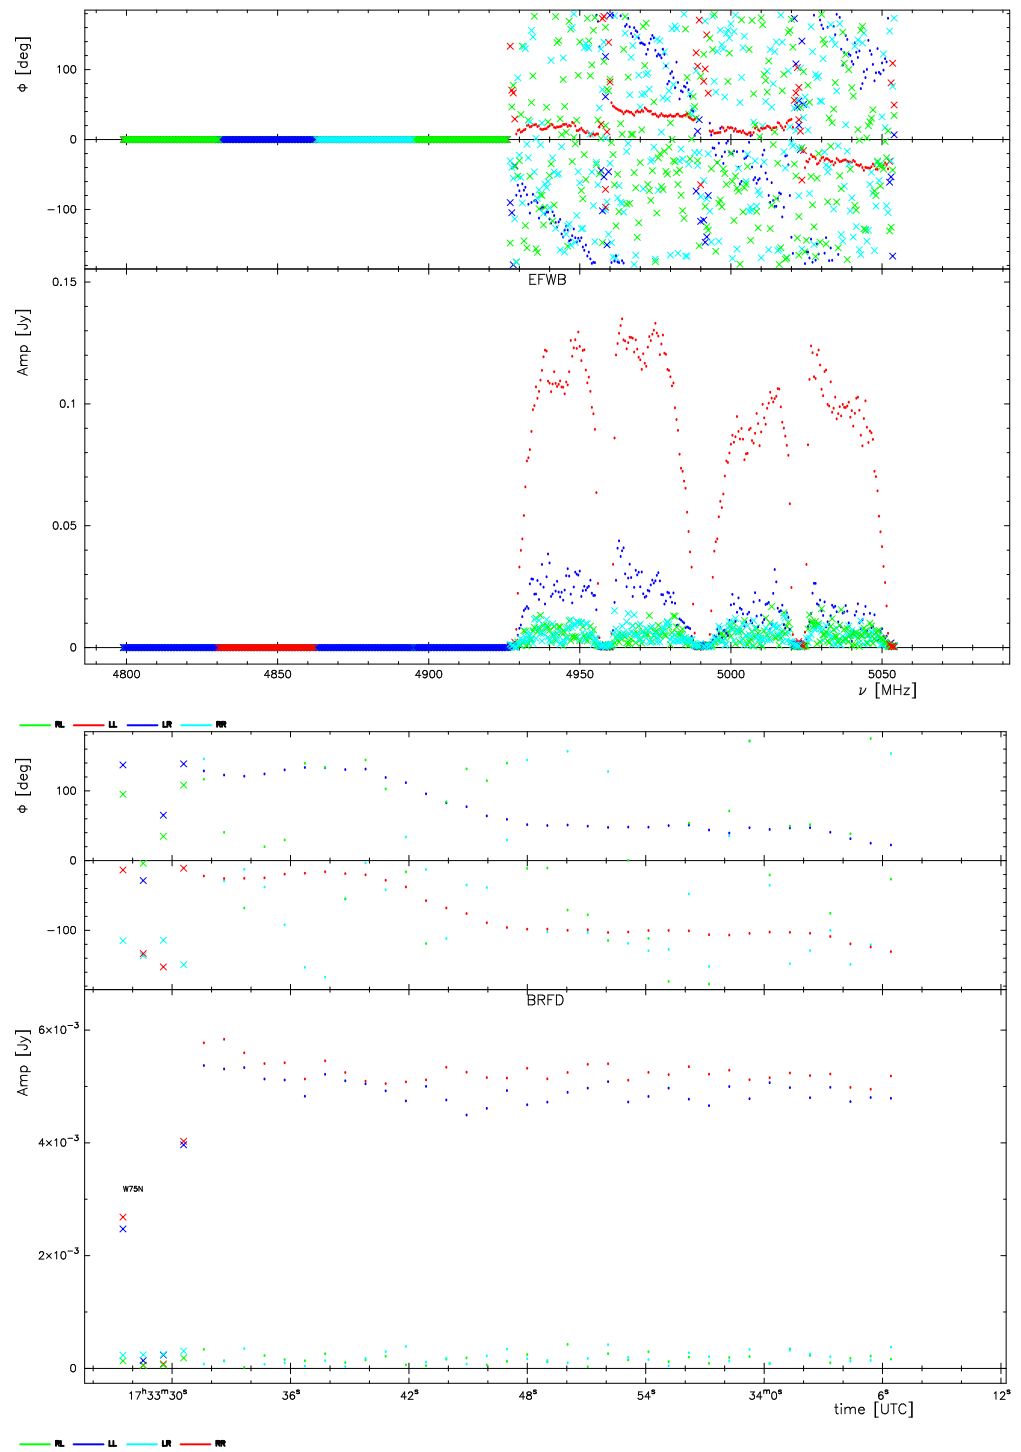 Φ [deg]
100
0
−100
EFWB
Amp [Jy]
0.15
0.1
0.05
0
4800 4850 4900 4950 5000 5050
ν [MHz]
RL LL LR RR
Φ [deg]
100
0
−100
BRFD
Amp [Jy]
6×10⁻³
4×10⁻³
W75N
2×10⁻³
0
17ʰ33ᵐ30ˢ 36ˢ 42ˢ 48ˢ 54ˢ 34ᵐ0ˢ 6ˢ 12ˢ
time [UTC]
RL LL LR RR